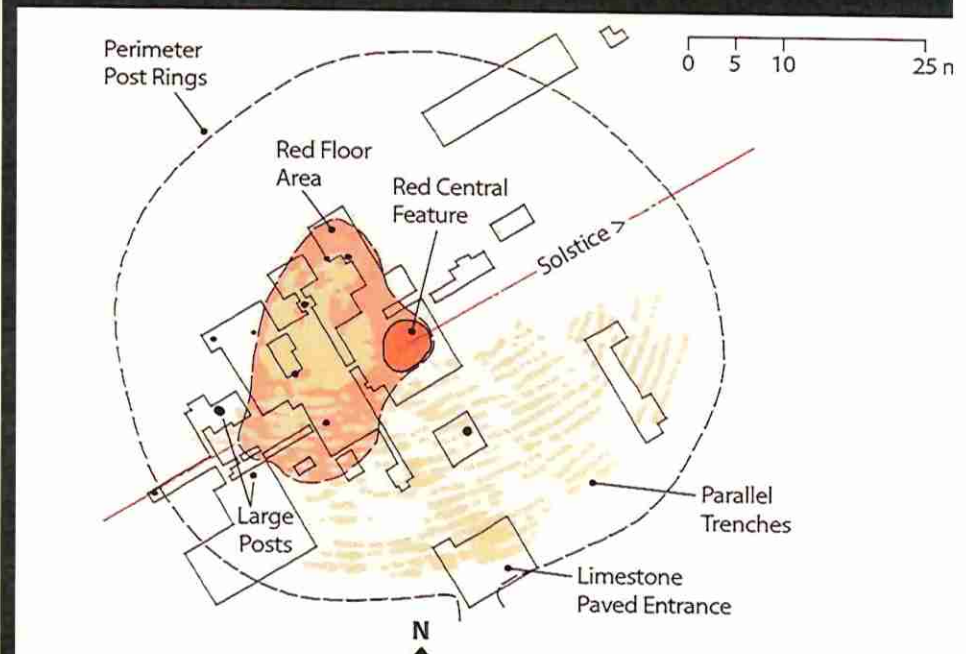 Perimeter
Post Rings
0 5 10 25 m
Red Floor
Area
Red Central
Feature
Solstice >
Large
Posts
Parallel
Trenches
Limestone
Paved Entrance
N